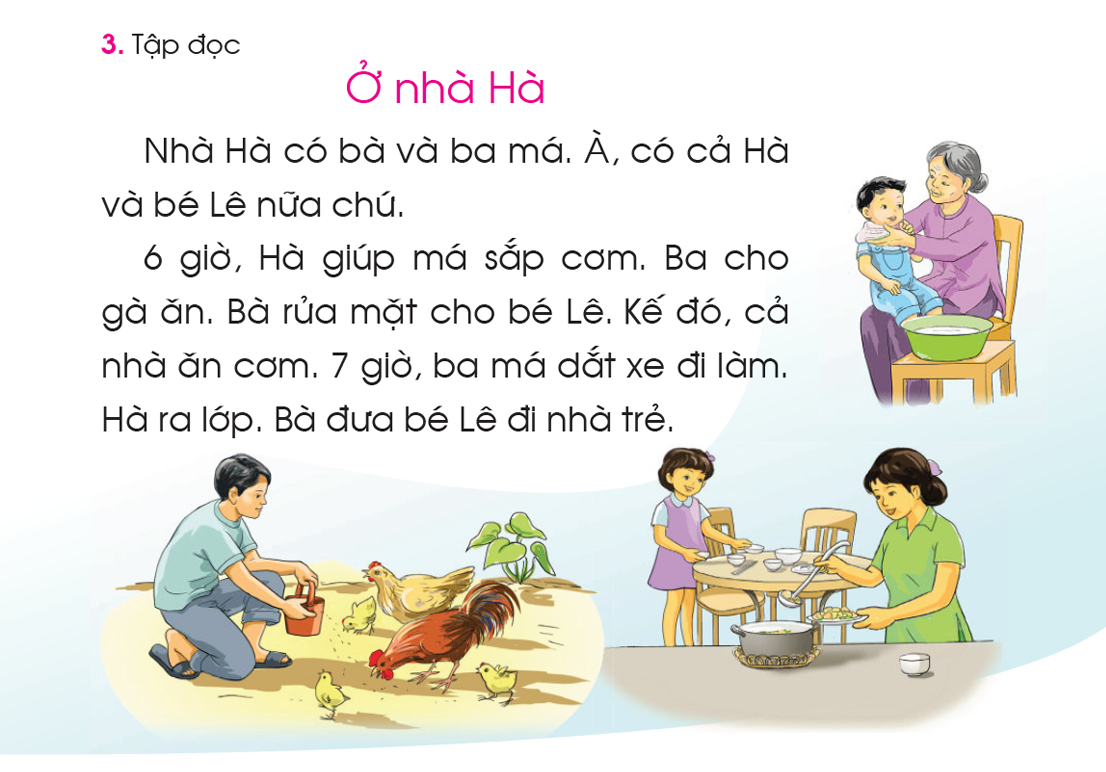 3. Tập đọc
Ở nhà Hà
Nhà Hà có bà và ba má. À, có cả Hà
và bé Lê nữa chứ.
6 giờ, Hà giúp má sắp cơm. Ba cho
gà ăn. Bà rửa mặt cho bé Lê. Kế đó, cả
nhà ăn cơm. 7 giờ, ba má dắt xe đi làm.
Hà ra lớp. Bà đưa bé Lê đi nhà trẻ.